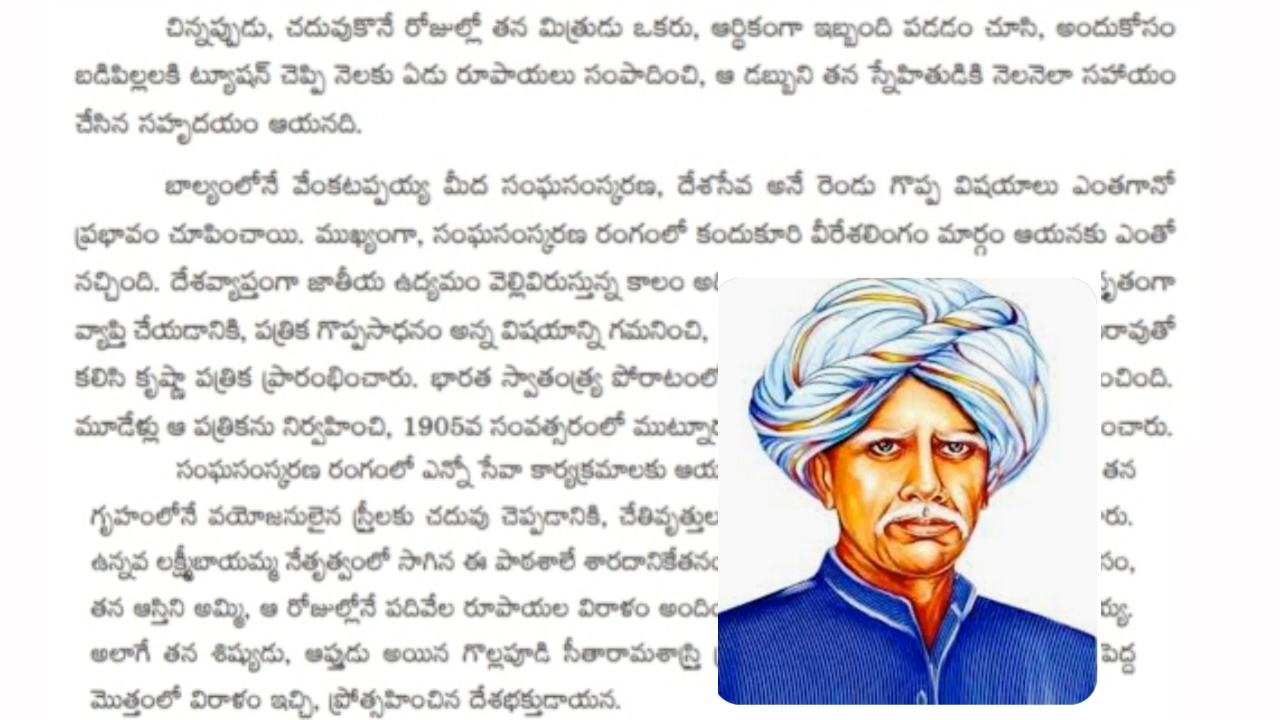 చిన్నప్పుడు, చదువుకొనే రోజుల్లో తన మిత్రుడు ఒకరు, ఆర్థికంగా ఇబ్బంది పడడం చూసి, అందుకోసం
బడిపిల్లలకి ట్యూషన్ చెప్పి నెలకు ఏడు రూపాయలు సంపాదించి, ఆ డబ్బుని తన స్నేహితుడికి నెలనెలా సహాయం
చేసిన సహృదయం ఆయనది.
బాల్యంలోనే వేంకటప్పయ్య మీద సంఘసంస్కరణ, దేశసేవ అనే రెండు గొప్ప విషయాలు ఎంతగానో
ప్రభావం చూపించాయి. ముఖ్యంగా, సంఘసంస్కరణ రంగంలో కందుకూరి వీరేశలింగం మార్గం ఆయనకు ఎంతో
నచ్చింది. దేశవ్యాప్తంగా జాతీయ ఉద్యమం వెల్లివిరుస్తున్న కాలం
వ్యాప్తి చేయడానికి, పత్రిక గొప్పసాధనం అన్న విషయాన్ని గమనించి, రావుతో
కలిసి కృష్ణా పత్రిక ప్రారంభించారు. భారత స్వాతంత్ర్య పోరాటంలో ంచింది.
మూడేళ్లు ఆ పత్రికను నిర్వహించి, 1905వ సంవత్సరంలో ముట్నూరి ంచారు.
సంఘసంస్కరణ రంగంలో ఎన్నో సేవా కార్యక్రమాలకు ఆయ తన
గృహంలోనే వయోజనులైన స్త్రీలకు చదువు చెప్పడానికి, చేతివృత్తుల రు.
ఉన్నవ లక్ష్మీబాయమ్మ నేతృత్వంలో సాగిన ఈ పాఠశాలే శారదానికేతనం సం,
తన ఆస్తిని అమ్మి, ఆ రోజుల్లోనే పదివేల రూపాయల విరాళం అందిం య్య.
అలాగే తన శిష్యుడు, ఆప్తుడు అయిన గొల్లపూడి సీతారామశాస్త్రి పెద్ద
మొత్తంలో విరాళం ఇచ్చి, ప్రోత్సహించిన దేశభక్తుడాయన.